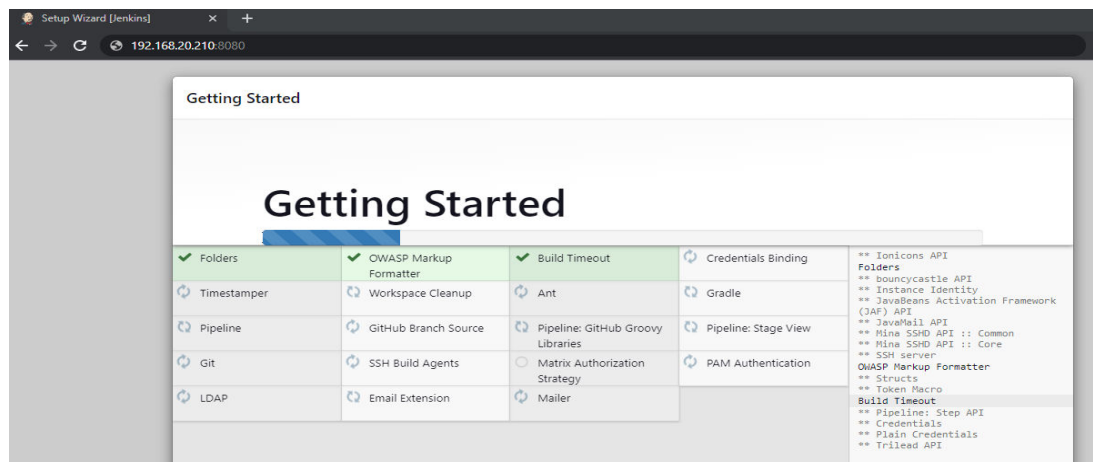 Setup Wizard [Jenkins]
192.168.20.210:8080
Getting Started
Getting Started
Folders
OWASP Markup
Formatter
Build Timeout
Credentials Binding
Timestamper
Workspace Cleanup
Ant
Gradle
Pipeline
GitHub Branch Source
Pipeline: GitHub Groovy
Libraries
Pipeline: Stage View
Git
SSH Build Agents
Matrix Authorization
Strategy
PAM Authentication
LDAP
Email Extension
Mailer
** Ionicons API
Folders
** bouncycastle API
** Instance Identity
** JavaBeans Activation Framework
(JAF) API
** JavaMail API
** Mina SSHD API :: Common
** Mina SSHD API :: Core
** SSH server
OWASP Markup Formatter
** Structs
** Token Macro
Build Timeout
** Pipeline: Step API
** Credentials
** Plain Credentials
** Trilead API